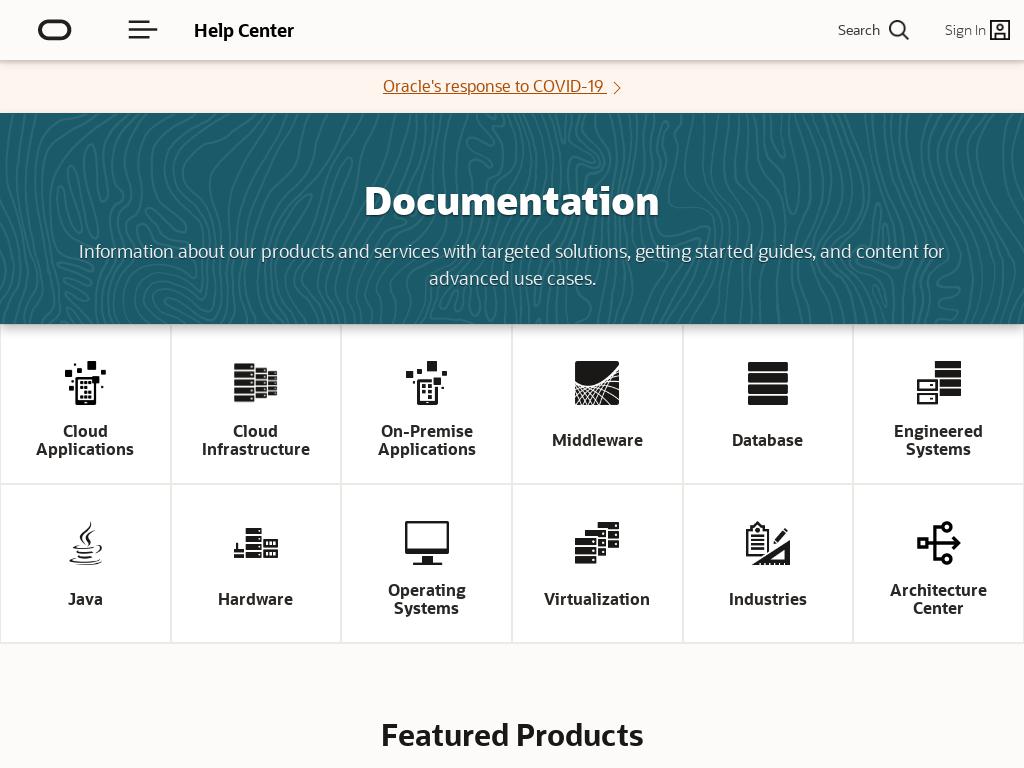 Help Center
Search
Sign In
Oracle's response to COVID-19
Documentation
Information about our products and services with targeted solutions, getting started guides, and content for
advanced use cases.
Cloud
Applications
Cloud
Infrastructure
On-Premise
Applications
Middleware
Database
Engineered
Systems
Java
Hardware
Operating
Systems
Virtualization
Industries
Architecture
Center
Featured Products